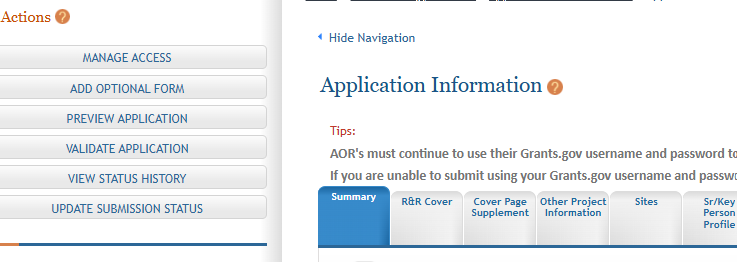 Actions
MANAGE ACCESS
ADD OPTIONAL FORM
PREVIEW APPLICATION
VALIDATE APPLICATION
VIEW STATUS HISTORY
UPDATE SUBMISSION STATUS
Hide Navigation
Application Information
Tips:
AOR's must continue to use their Grants.gov username and password to
If you are unable to submit using your Grants.gov username and
Summary
R&R Cover
Cover Page
Supplement
Other Project
Information
Sites
Sr/Key
Person
Profile